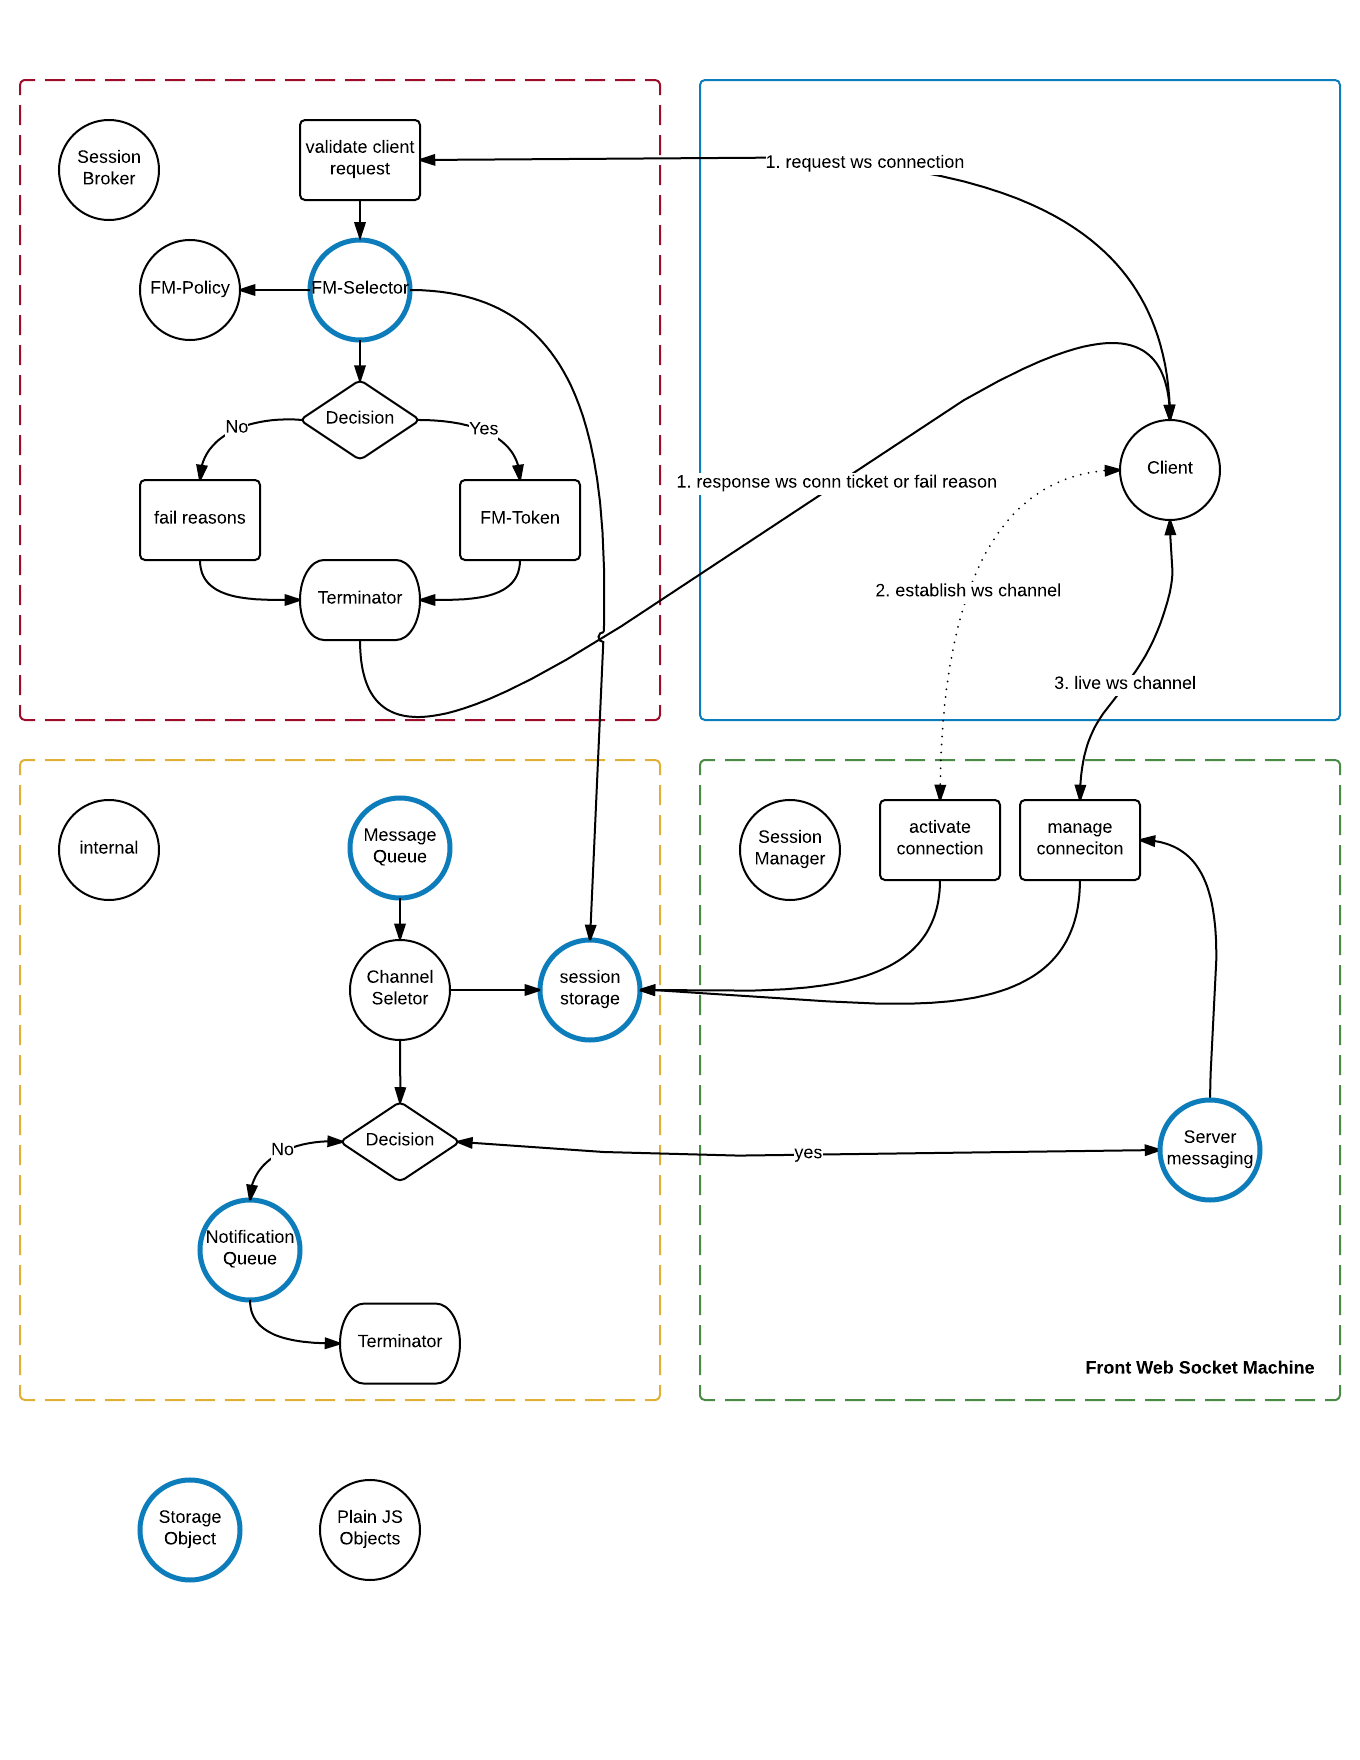 Session
Broker
validate client
request
1. request ws connection
FM-Policy
FM-Selector
Decision
No
Yes
fail reasons
FM-Token
Terminator
Client
1. response ws conn ticket or fail reason
2. establish ws channel
3. live ws channel
internal
Message
Queue
Channel
Seletor
session
storage
Decision
No
yes
Notification
Queue
Terminator
Session
Manager
activate
connection
manage
conneciton
Server
messaging
Front Web Socket Machine
Storage
Object
Plain JS
Objects